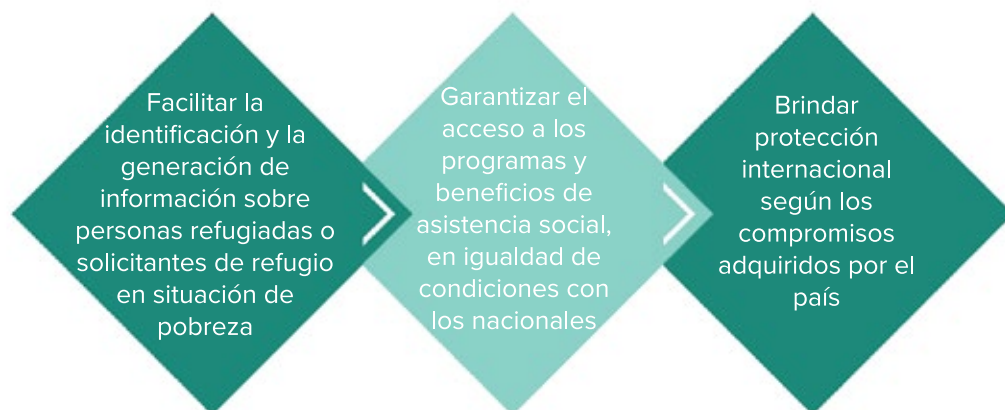 Facilitar la
identificación y la
generación de
información sobre
personas refugiadas o
solicitantes de refugio
en situación de
pobreza
Garantizar el
acceso a los
programas y
beneficios de
asistencia social,
en igualdad de
condiciones con
los nacionales
Brindar
protección
internacional
según los
compromisos
adquiridos por el
país